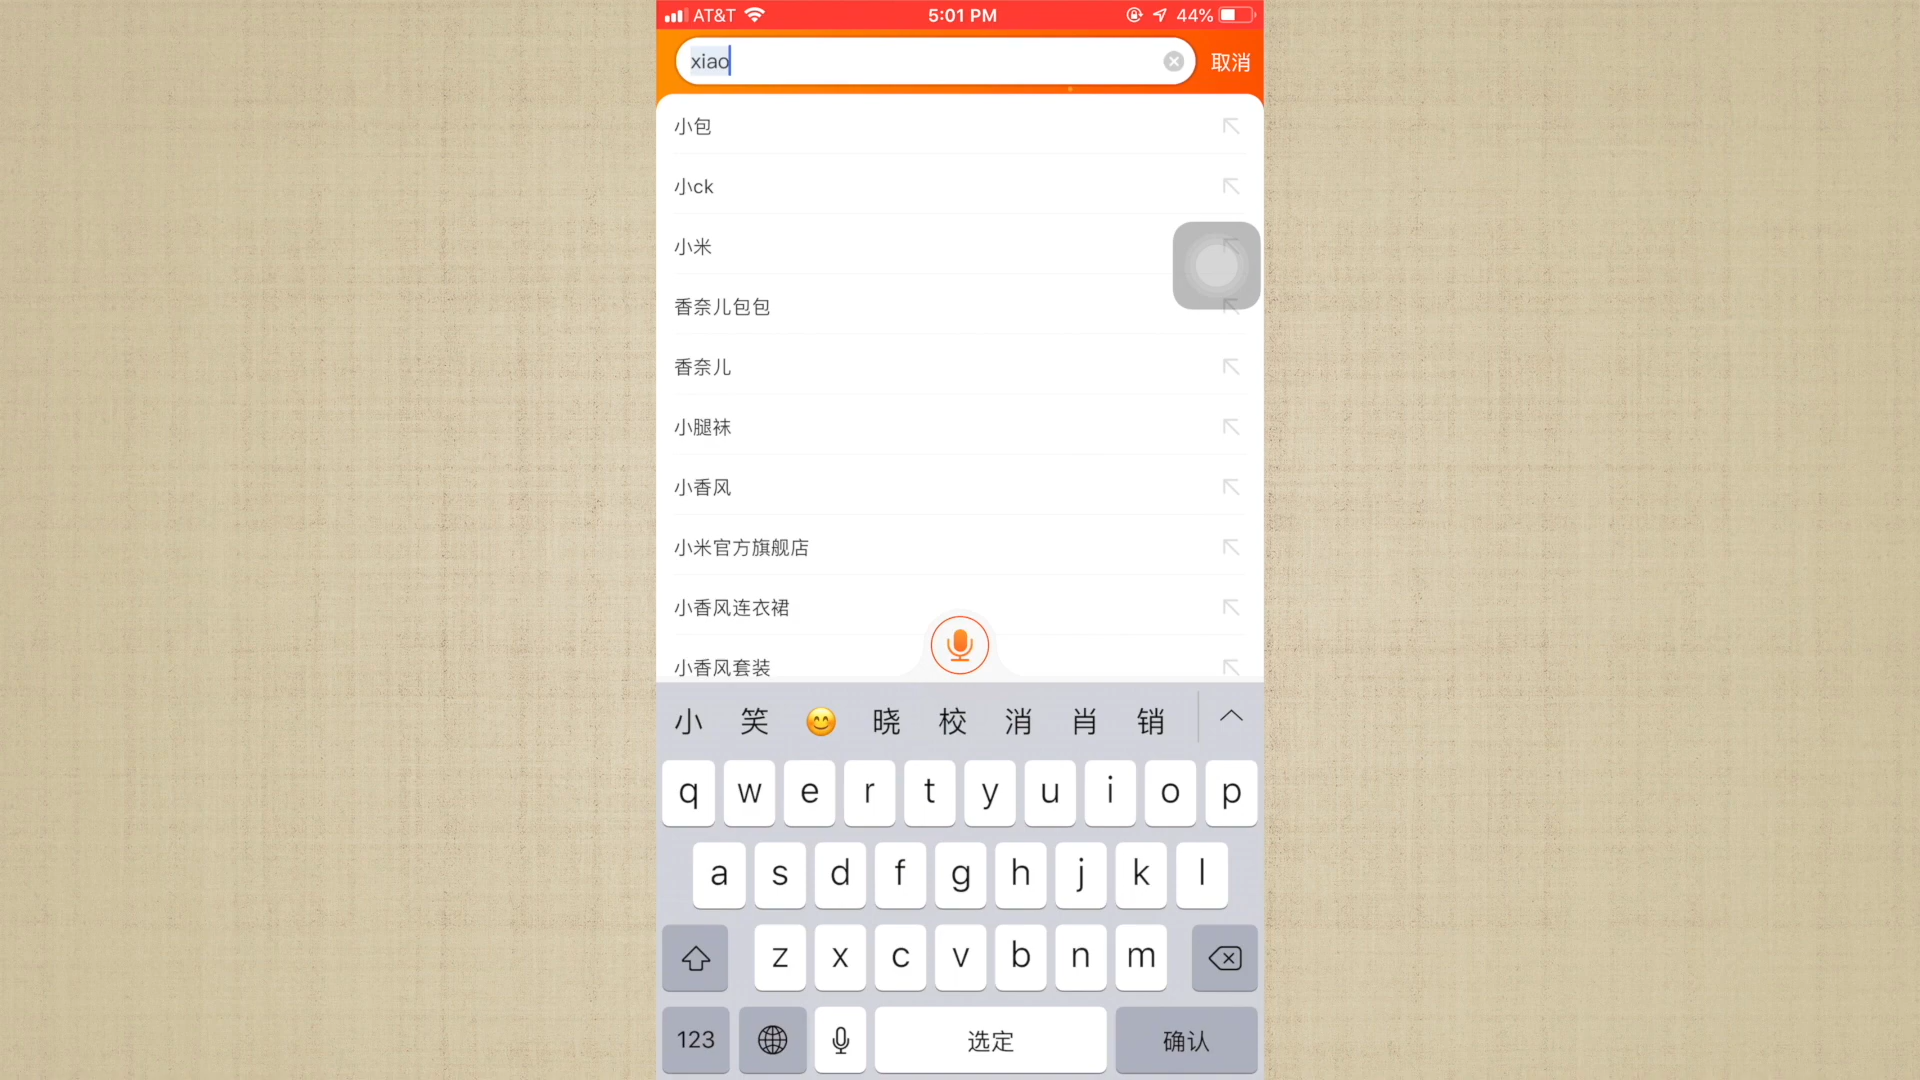 AT&T 5:01 PM 44%
xiao 取消
小包
小ck
小米
香奈儿包包
香奈儿
小腿袜
小香风
小米官方旗舰店
小香风连衣裙
小香风套装
小 笑 😊 晓 校 消 肖 销
q w e r t y u i o p
a s d f g h j k l
z x c v b n m
123 选定 确认